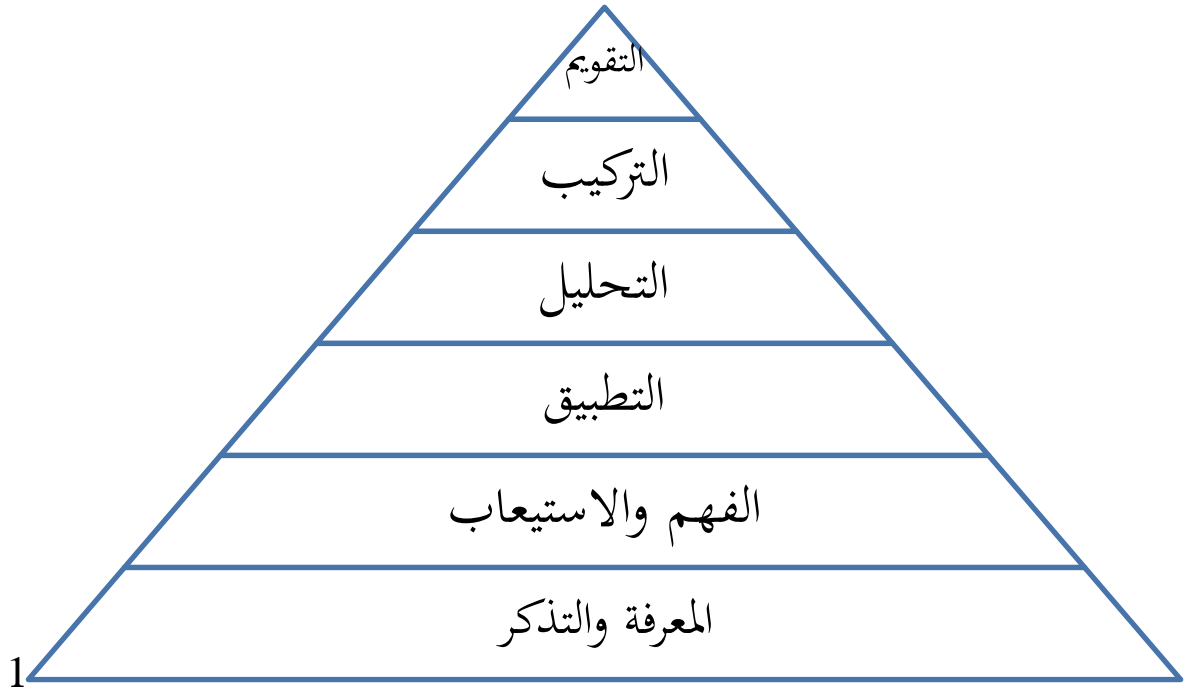 التقويم
التركيب
التحليل
التطبيق
الفهم والاستيعاب
المعرفة والتذكر
1